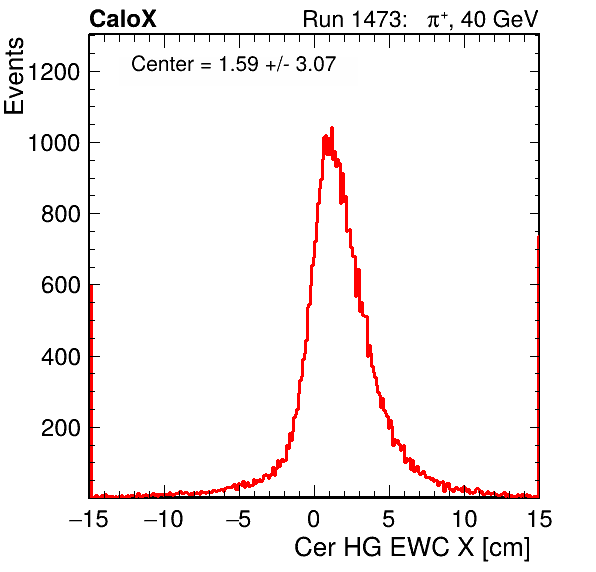 CaloX Run 1473: π⁺, 40 GeV
Events
Center = 1.59 +/- 3.07
1200
1000
800
600
400
200
−15 −10 −5 0 5 10 15
Cer HG EWC X [cm]